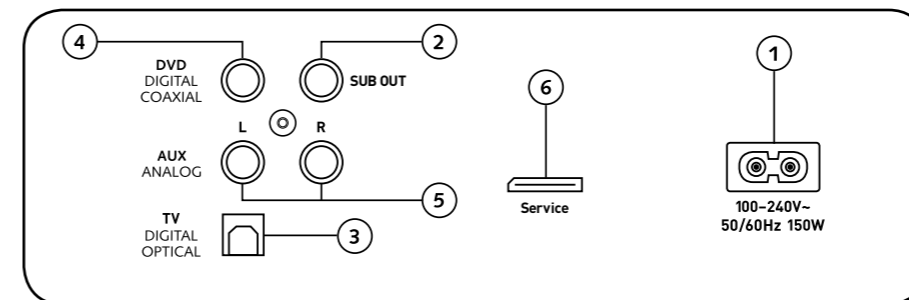 4
2
1
DVD
DIGITAL
COAXIAL
SUB OUT
6
L
R
AUX
ANALOG
5
Service
100-240V~
50/60Hz 150W
TV
DIGITAL
OPTICAL
3